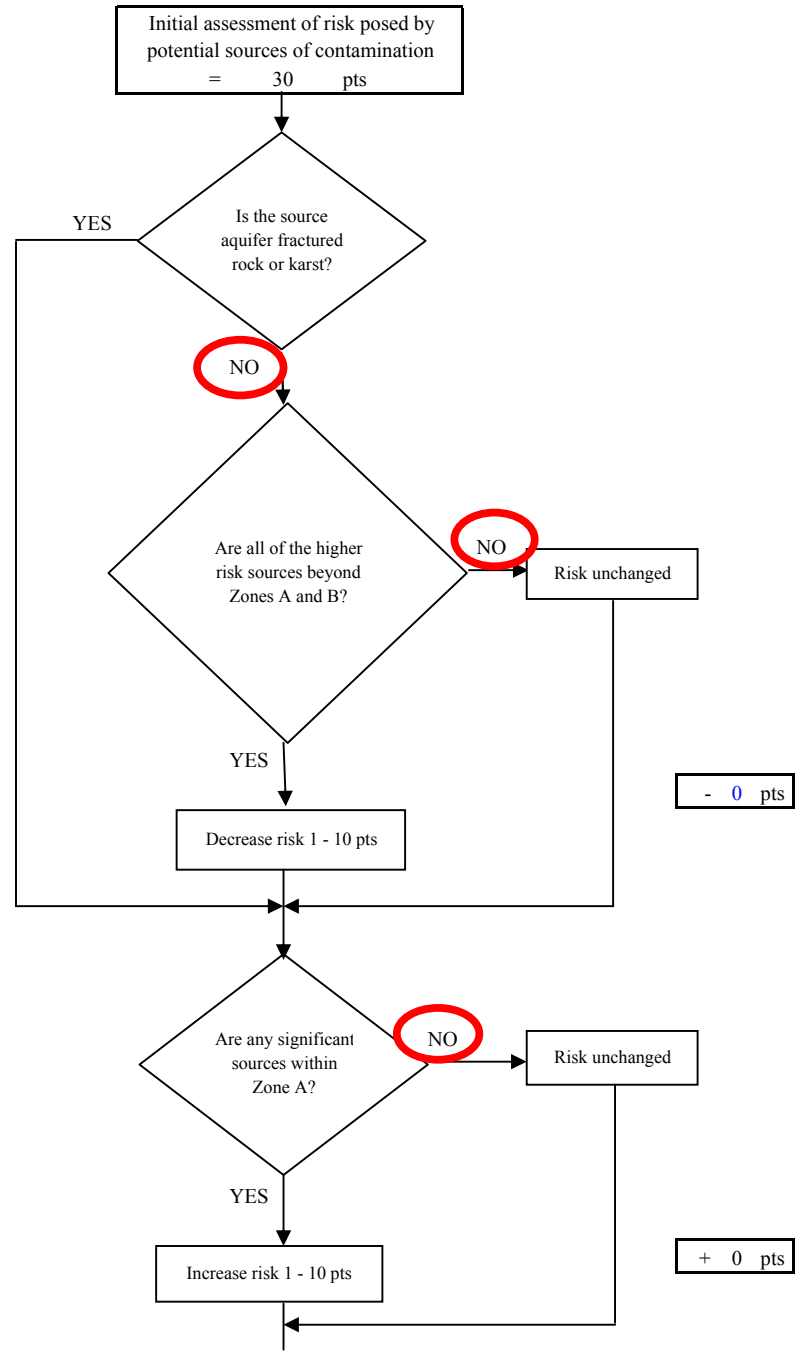 Initial assessment of risk posed by
potential sources of contamination
= 30 pts
YES
Is the source
aquifer fractured
rock or karst?
NO
Are all of the higher
risk sources beyond
Zones A and B?
NO
Risk unchanged
YES
- 0 pts
Decrease risk 1 - 10 pts
Are any significant
sources within
Zone A?
NO
Risk unchanged
YES
+ 0 pts
Increase risk 1 - 10 pts